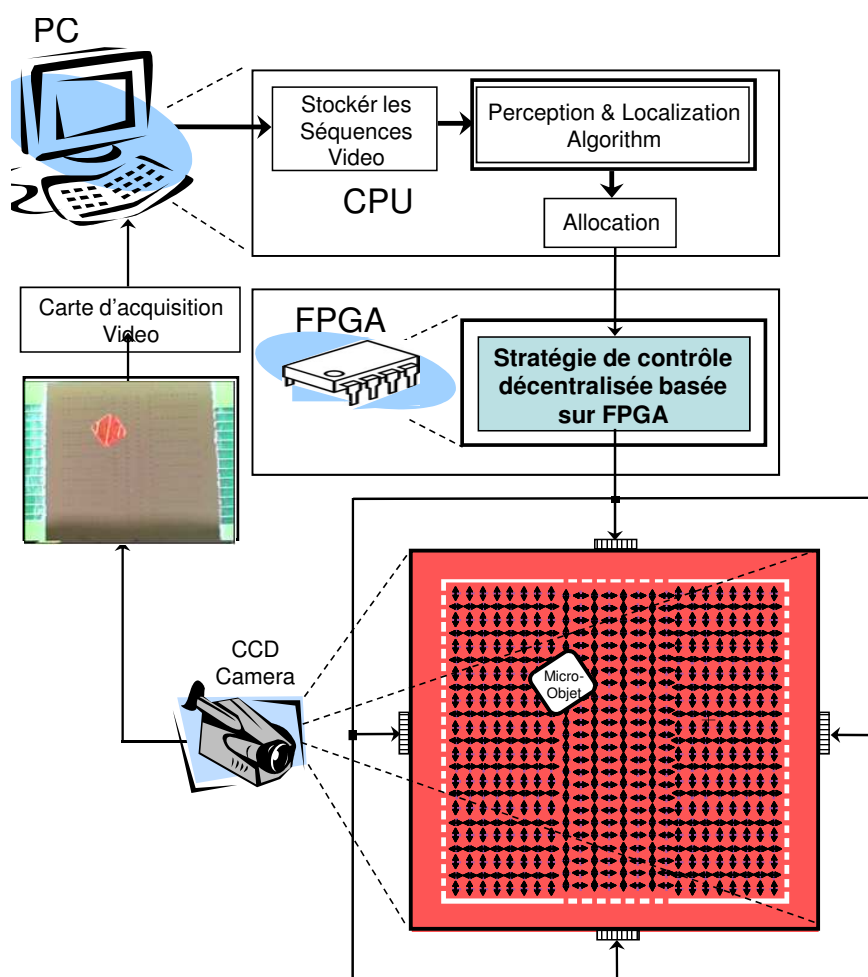 PC
Stockér les
Séquences
Video
Perception & Localization
Algorithm
CPU
Allocation
Carte d'acquisition
Video
FPGA
Stratégie de contrôle
décentralisée basée
sur FPGA
CCD
Camera
Micro-
Objet